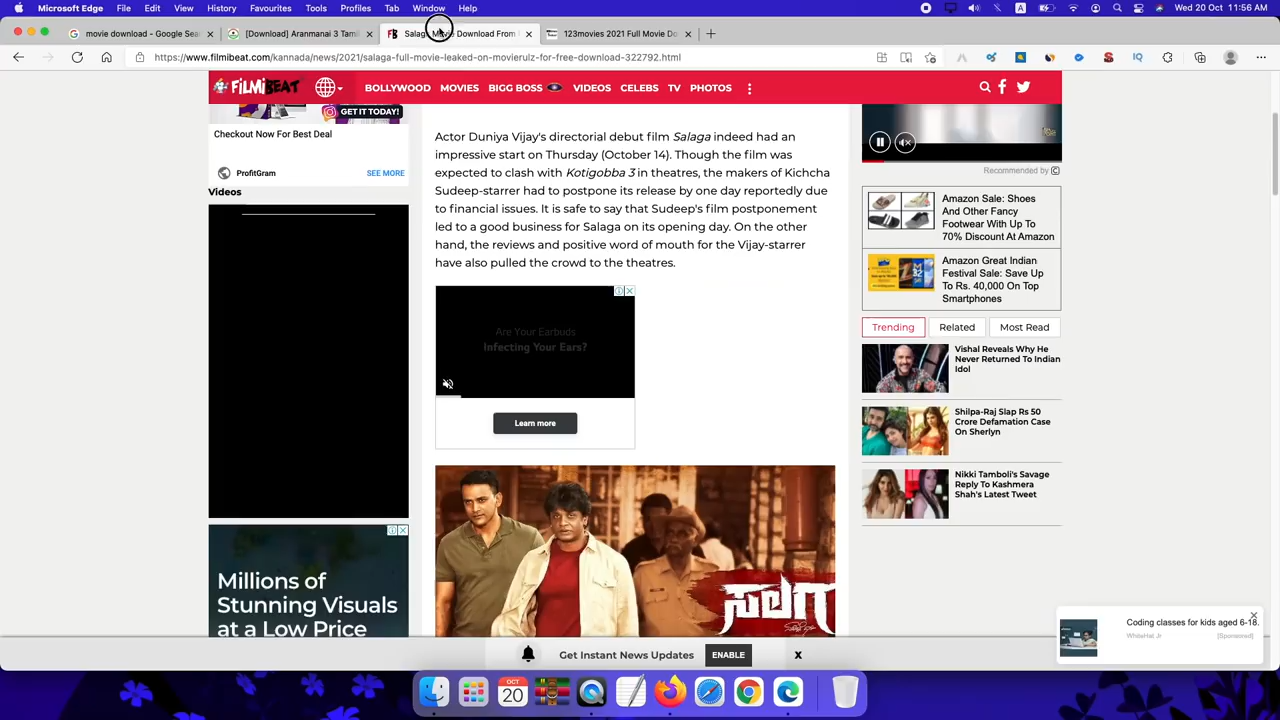 Edge File Edit View History Favourites Tools Profiles Tab Window Help
Wed 20 Oct 11:56 AM
movie download - Google Sear
[Download] Aranmanai 3 Tamil
Movie Download From
123movies 2021 Full Movie Do
https://www.filmibeat.com/kannada/news/2021/salaga-full-movie-leaked-on-movierulz-for-free-download-322792.html
FILMIBEAT
BOLLYWOOD MOVIES BIGG BOSS VIDEOS CELEBS TV PHOTOS
GET IT TODAY!
Checkout Now For Best Deal
ProfitGram
SEE MORE
Videos
Millions of
Stunning Visuals
at a Low Price
Actor Duniya Vijay's directorial debut film Salaga indeed had an
impressive start on Thursday (October 14). Though the film was
expected to clash with Kotigobba 3 in theatres, the makers of Kichcha
Sudeep-starrer had to postpone its release by one day reportedly due
to financial issues. It is safe to say that Sudeep's film postponement
led to a good business for Salaga on its opening day. On the other
hand, the reviews and positive word of mouth for the Vijay-starrer
have also pulled the crowd to the theatres.
Are Your Earbuds
Infecting Your Ears?
Learn more
ಸಲಗ
Recommended by
Amazon Sale: Shoes
And Other Fancy
Footwear With Up To
70% Discount At Amazon
Amazon Great Indian
Festival Sale: Save Up
To Rs. 40,000 On Top
Smartphones
Trending Related Most Read
Vishal Reveals Why He
Never Returned To Indian
Idol
Shilpa-Raj Slap Rs 50
Crore Defamation Case
On Sherlyn
Nikki Tamboli's Savage
Reply To Kashmera
Shah's Latest Tweet
Coding classes for kids aged 6-18.
WhiteHat Jr [Sponsored]
Get Instant News Updates
ENABLE
X
OCT
20